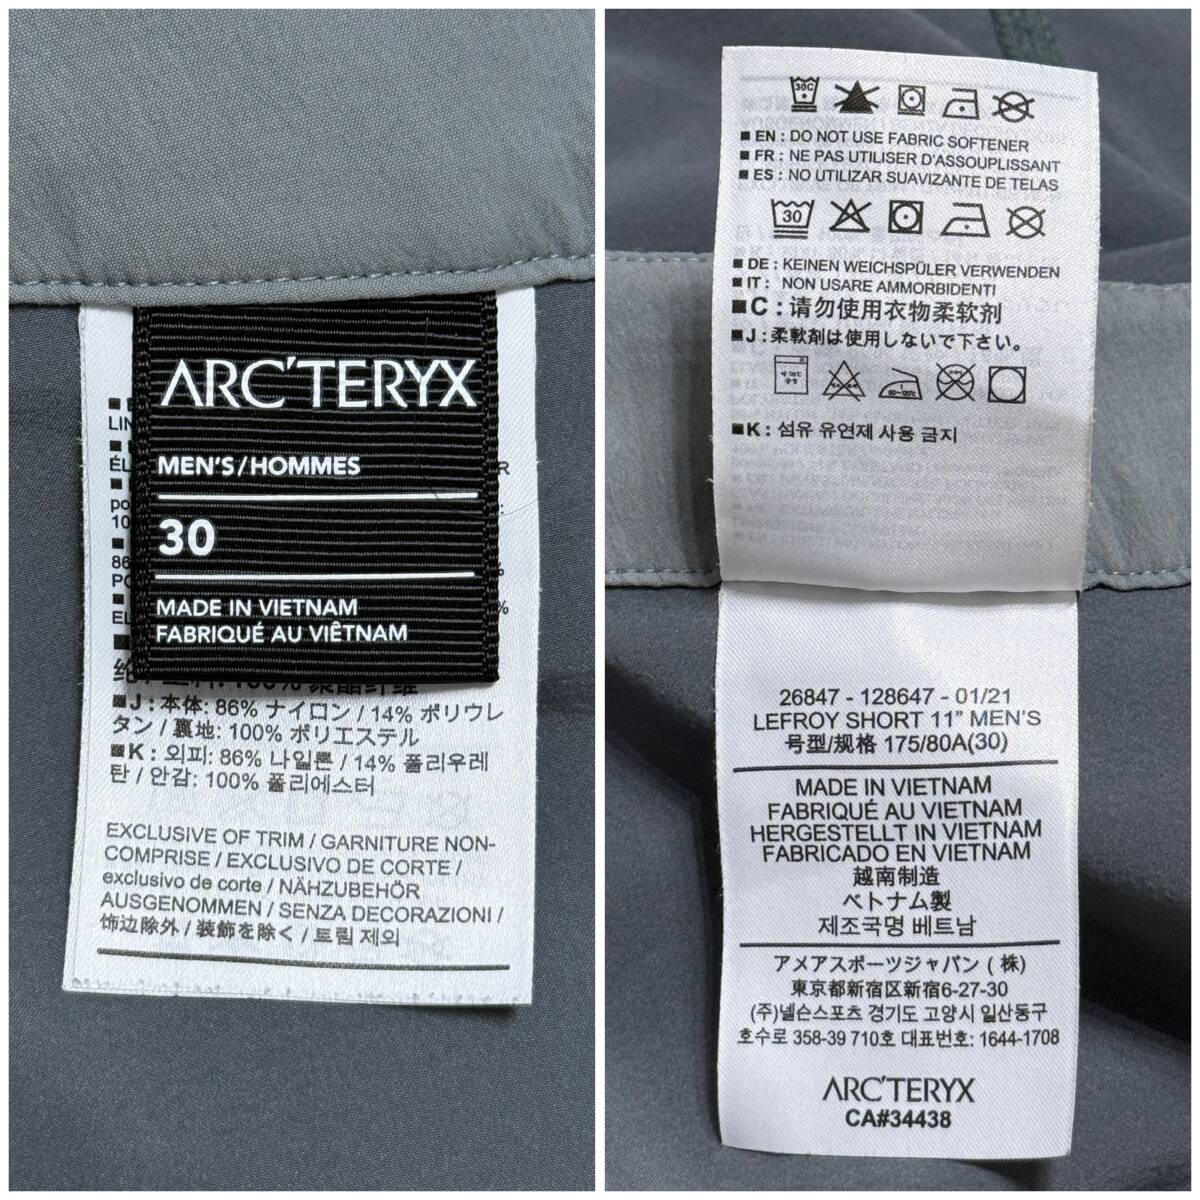 ARC'TERYX
MEN'S/HOMMES
30
MADE IN VIETNAM
FABRIQUÉ AU VIÊTNAM
■J: 本体: 86% ナイロン / 14% ポリウレ
タン / 裏地: 100% ポリエステル
■K: 외피: 86% 나일론 / 14% 폴리우레
탄 / 안감: 100% 폴리에스터
EXCLUSIVE OF TRIM / GARNITURE NON-
COMPRISE / EXCLUSIVO DE CORTE /
exclusivo de corte / NÄHZUBEHÖR
AUSGENOMMEN / SENZA DECORAZIONI /
饰边除外 / 装飾を除く / 트림 제외
30C
■ EN : DO NOT USE FABRIC SOFTENER
■ FR : NE PAS UTILISER D'ASSOUPLISSANT
■ ES : NO UTILIZAR SUAVIZANTE DE TELAS
30
■ DE : KEINEN WEICHSPÜLER VERWENDEN
■ IT : NON USARE AMMORBIDENTI
■C : 请勿使用衣物柔软剂
■J : 柔軟剤は使用しないで下さい。
■K : 섬유 유연제 사용 금지
26847 - 128647 - 01/21
LEFROY SHORT 11" MEN'S
号型/规格 175/80A(30)
MADE IN VIETNAM
FABRIQUÉ AU VIETNAM
HERGESTELLT IN VIETNAM
FABRICADO EN VIETNAM
越南制造
ベトナム製
제조국명 베트남
アメアスポーツジャパン ( 株)
東京都新宿区新宿6-27-30
(주)넬슨스포츠 경기도 고양시 일산동구
호수로 358-39 710호 대표번호: 1644-1708
ARC'TERYX
CA#34438